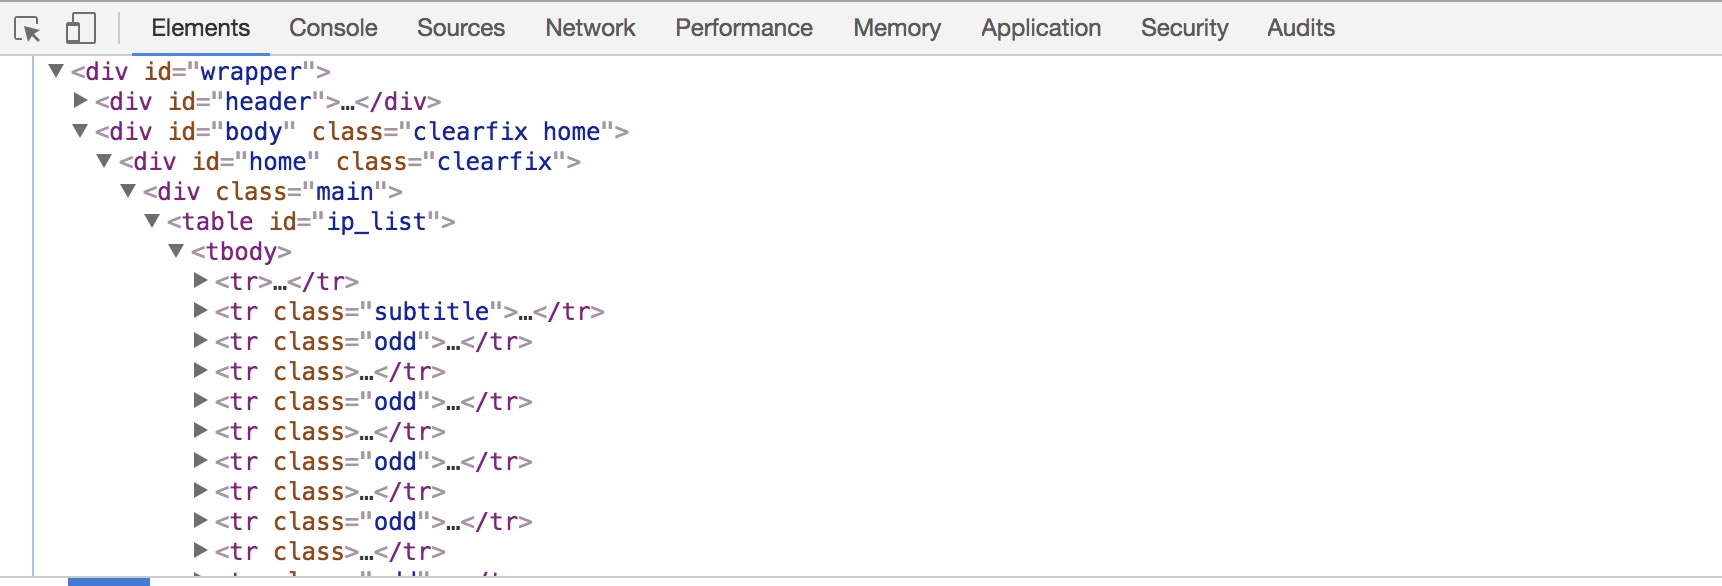 Elements Console Sources Network Performance Memory Application Security Audits
▼<div id="wrapper">
▶<div id="header">…</div>
▼<div id="body" class="clearfix home">
▼<div id="home" class="clearfix">
▼<div class="main">
▼<table id="ip_list">
▼<tbody>
▶<tr>…</tr>
▶<tr class="subtitle">…</tr>
▶<tr class="odd">…</tr>
▶<tr class>…</tr>
▶<tr class="odd">…</tr>
▶<tr class>…</tr>
▶<tr class="odd">…</tr>
▶<tr class>…</tr>
▶<tr class="odd">…</tr>
▶<tr class>…</tr>